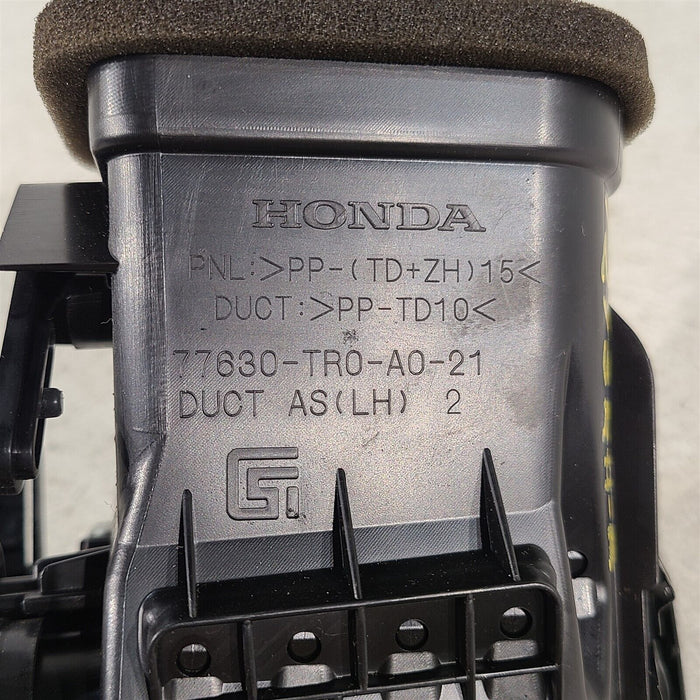 HONDA
PNL:>PP-(TD+ZH)15<
DUCT:>PP-TD10<
77630-TR0-A0-21
DUCT AS(LH) 2